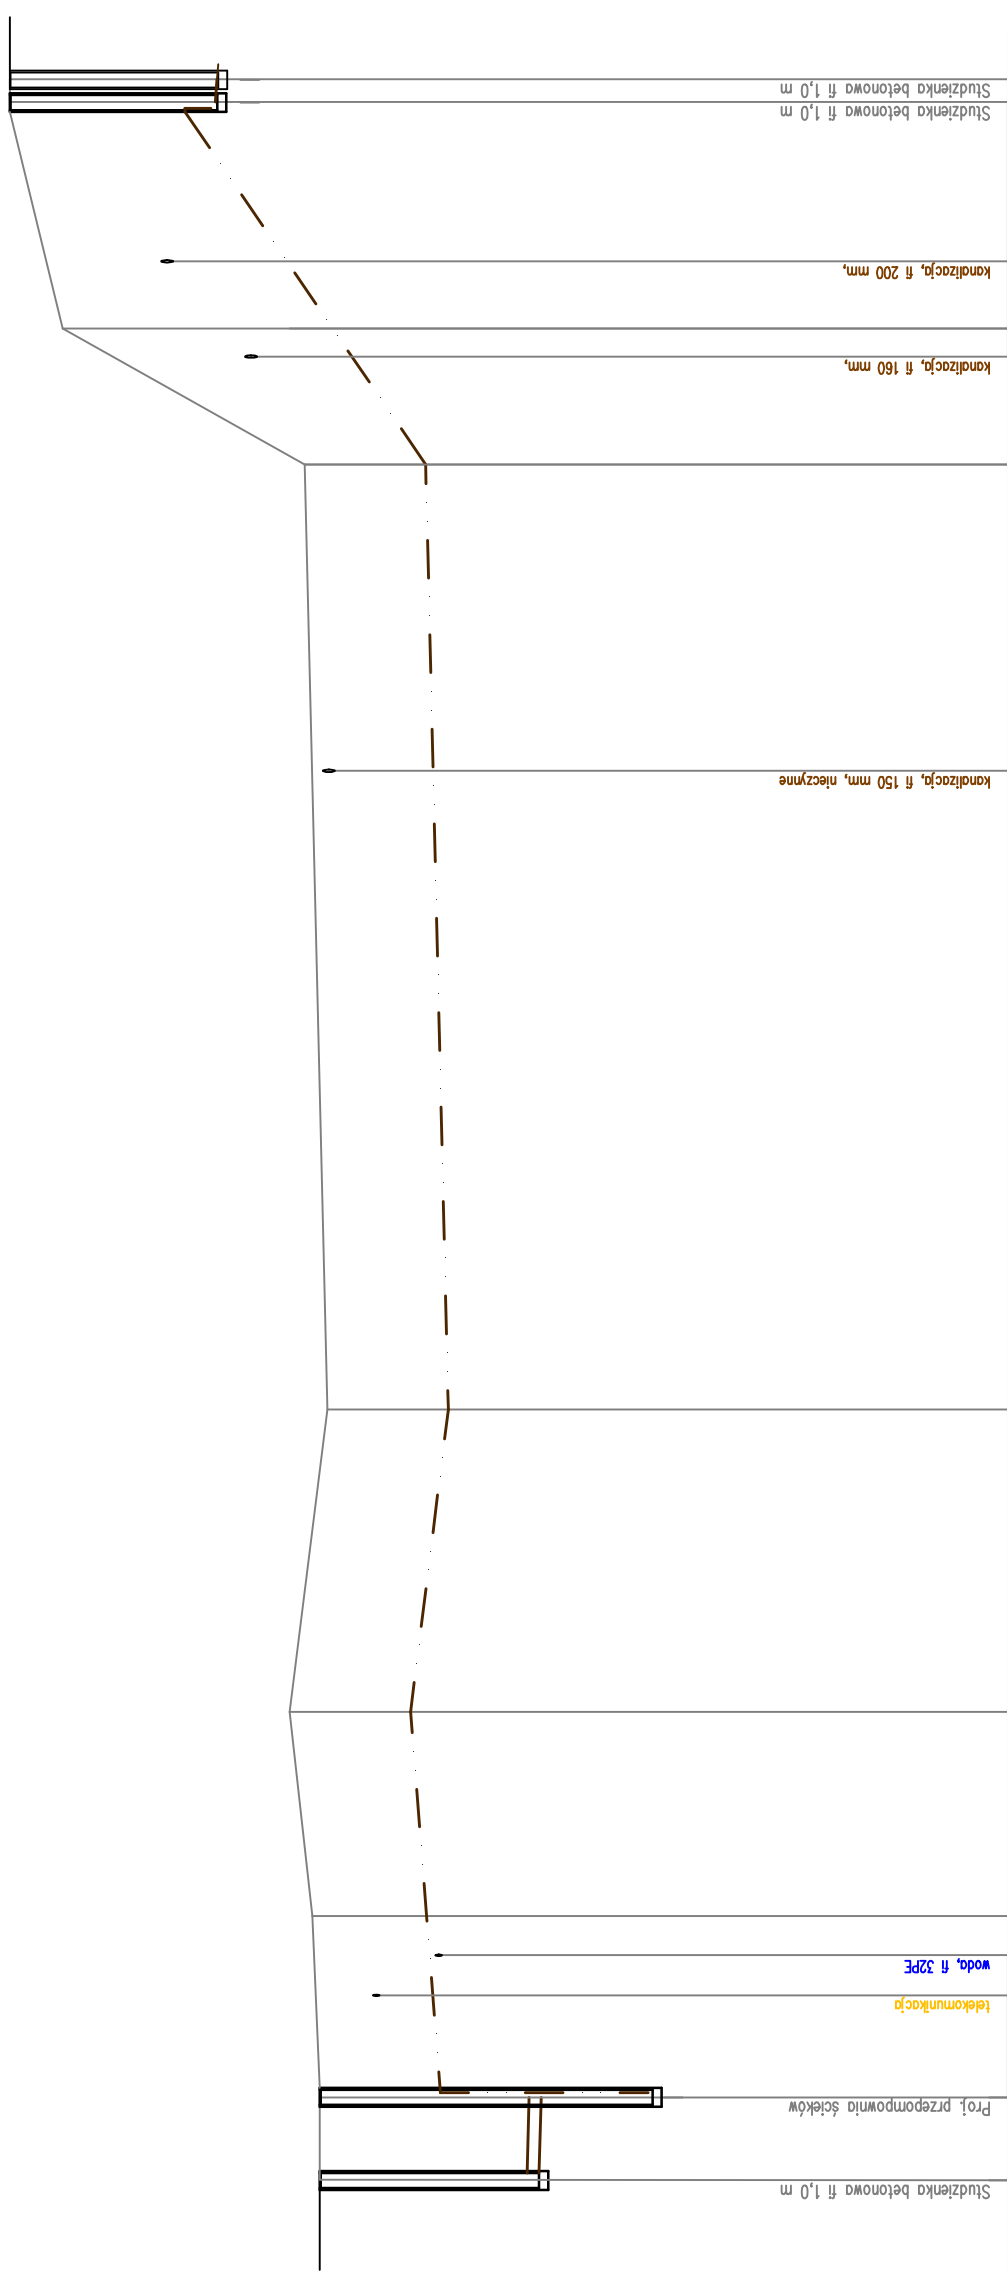 Studzienka betonowa fi 1,0 m
Studzienka betonowa fi 1,0 m
kanalizacja, fi 200 mm,
kanalizacja, fi 160 mm,
kanalizacja, fi 150 mm, nieczynne
woda, fi 32PE
telekomunikacja
Proj. przepompownia ścieków
Studzienka betonowa fi 1,0 m